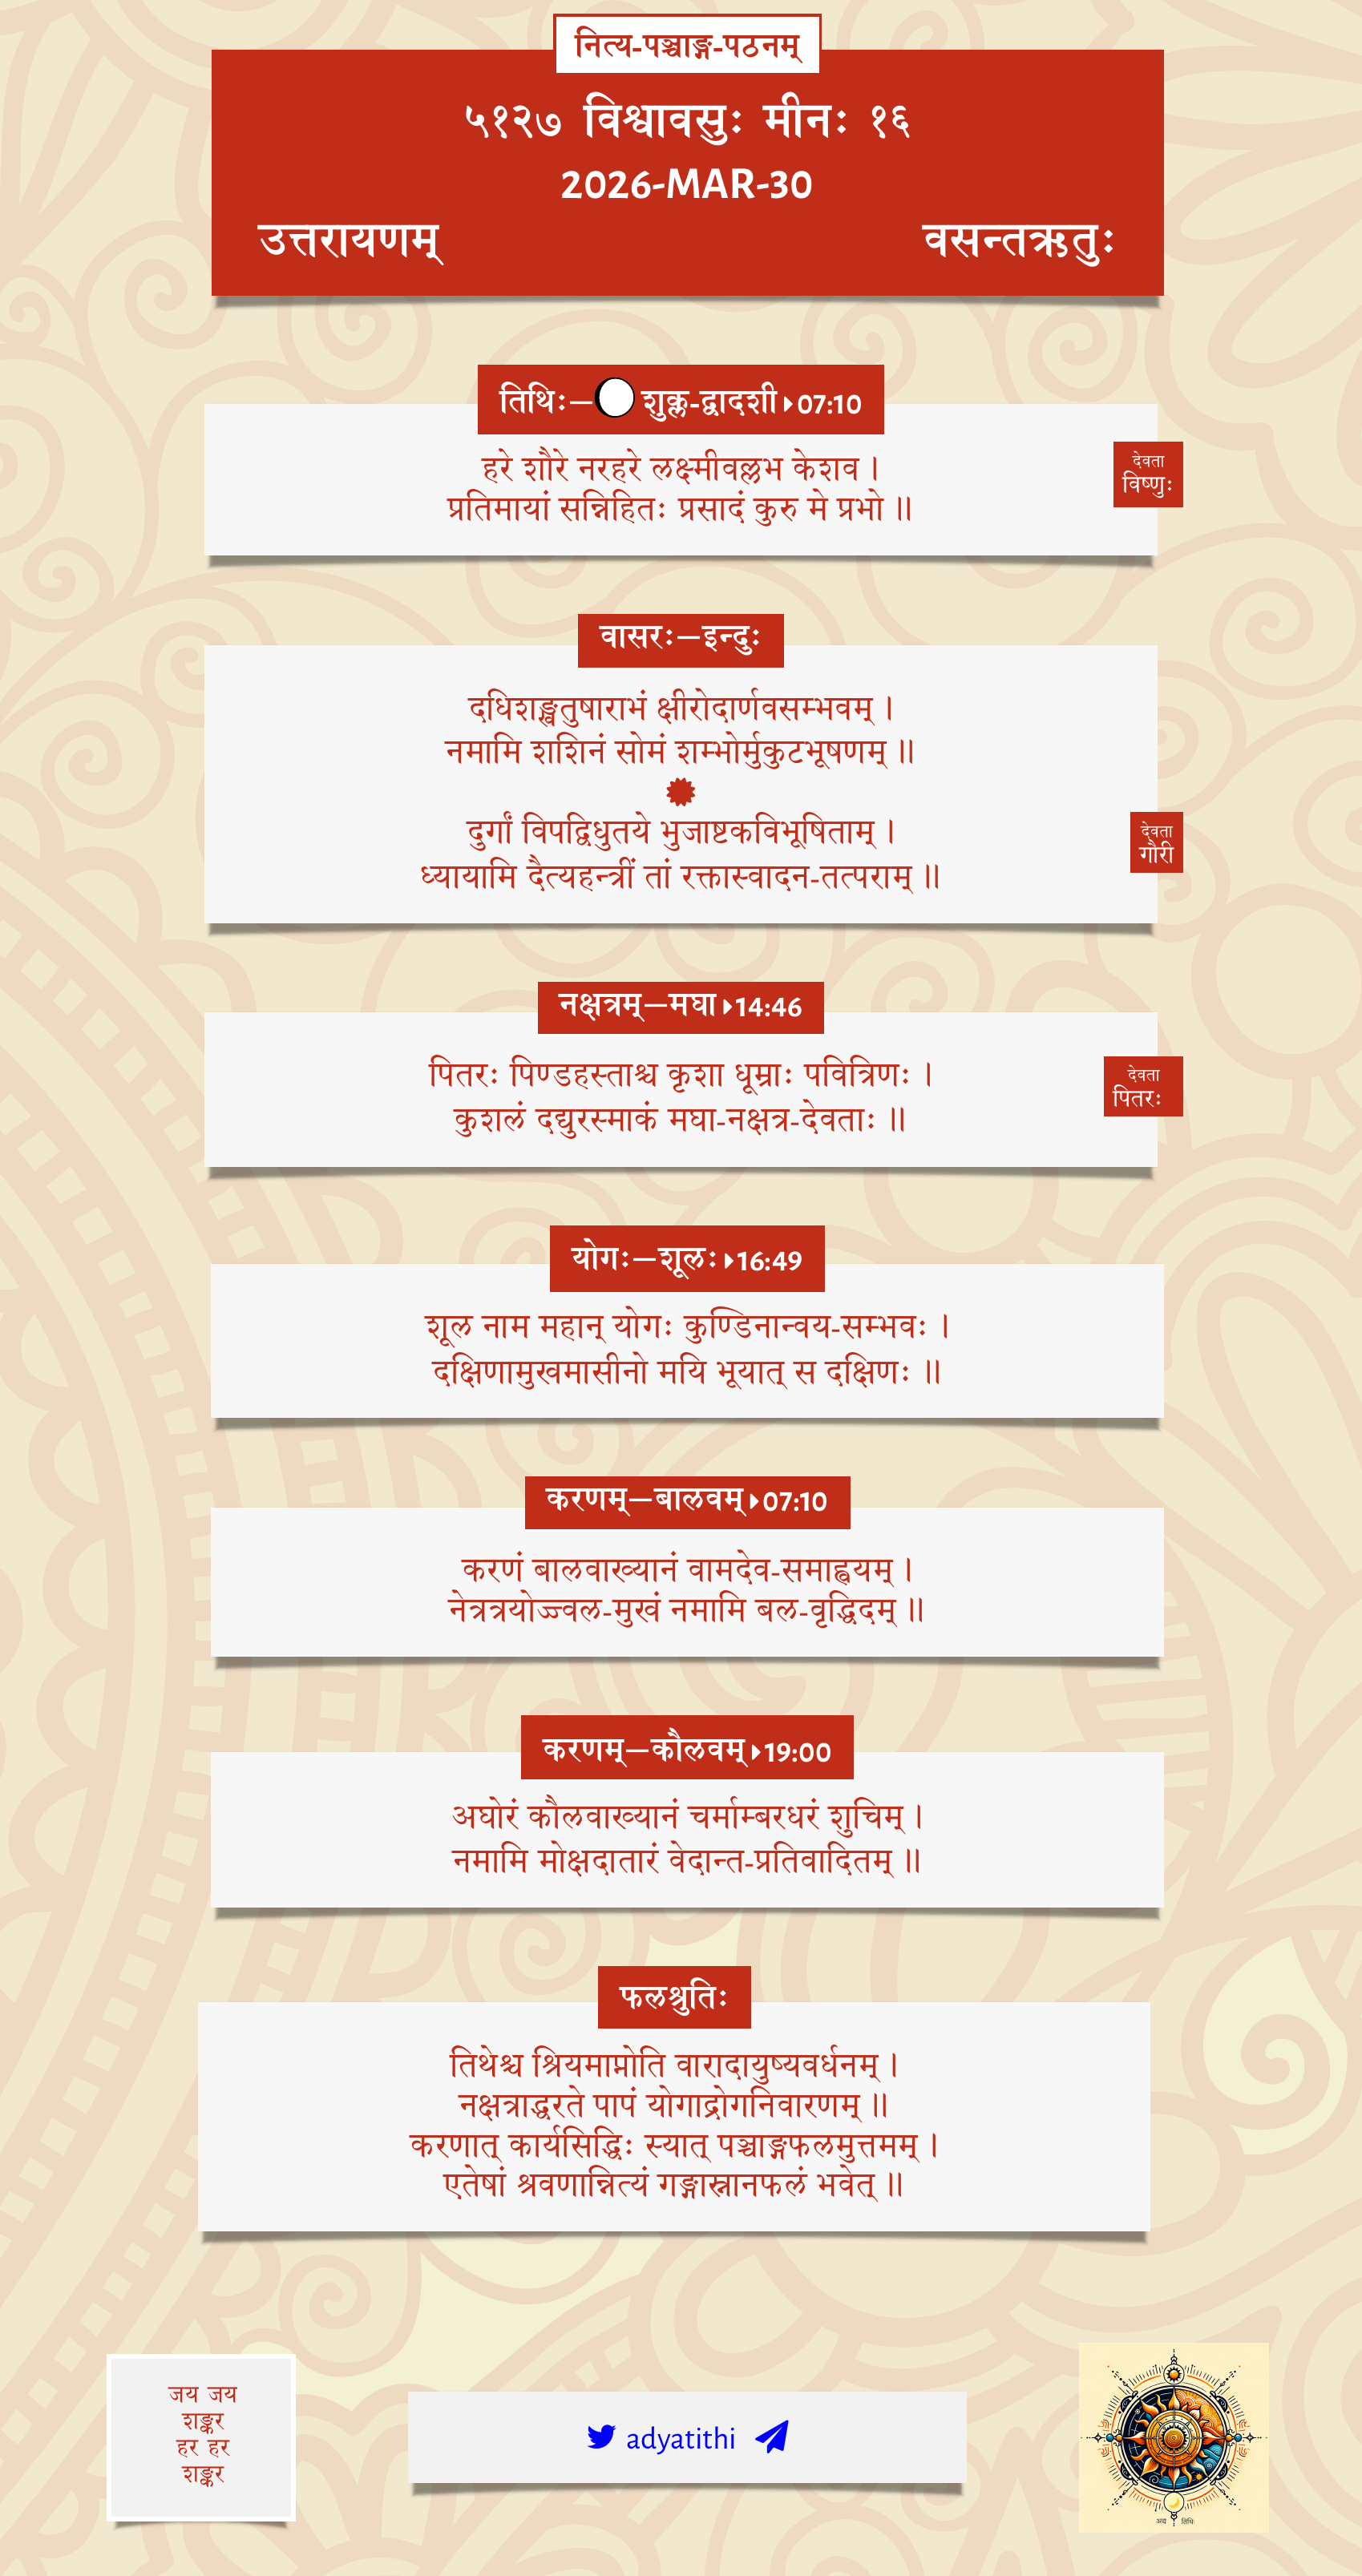 नित्य-पञ्चाङ्ग-पठनम्
५१२७ विश्वावसुः मीनः १६
2026-MAR-30
उत्तरायणम् वसन्तऋतुः
तिथिः— शुक्ल-द्वादशी 07:10
हरे शौरे नरहरे लक्ष्मीवल्लभ केशव ।
प्रतिमायां सन्निहितः प्रसादं कुरु मे प्रभो ॥
देवता
विष्णुः
वासरः—इन्दुः
दधिशङ्खतुषाराभं क्षीरोदार्णवसम्भवम् ।
नमामि शशिनं सोमं शम्भोर्मुकुटभूषणम् ॥
दुर्गां विपद्विधुतये भुजाष्टकविभूषिताम् ।
ध्यायामि दैत्यहन्त्रीं तां रक्तास्वादन-तत्पराम् ॥
देवता
गौरी
नक्षत्रम्—मघा 14:46
पितरः पिण्डहस्ताश्च कृशा धूम्राः पवित्रिणः ।
कुशलं दद्युरस्माकं मघा-नक्षत्र-देवताः ॥
देवता
पितरः
योगः—शूलः 16:49
शूल नाम महान् योगः कुण्डिनान्वय-सम्भवः ।
दक्षिणामुखमासीनो मयि भूयात् स दक्षिणः ॥
करणम्—बालवम् 07:10
करणं बालवाख्यानं वामदेव-समाह्वयम् ।
नेत्रत्रयोज्ज्वल-मुखं नमामि बल-वृद्धिदम् ॥
करणम्—कौलवम् 19:00
अघोरं कौलवाख्यानं चर्माम्बरधरं शुचिम् ।
नमामि मोक्षदातारं वेदान्त-प्रतिवादितम् ॥
फलश्रुतिः
तिथेश्च श्रियमाप्नोति वारादायुष्यवर्धनम् ।
नक्षत्राद्धरते पापं योगाद्रोगनिवारणम् ॥
करणात् कार्यसिद्धिः स्यात् पञ्चाङ्गफलमुत्तमम् ।
एतेषां श्रवणान्नित्यं गङ्गास्नानफलं भवेत् ॥
जय जय
शङ्कर
हर हर
शङ्कर
adyatithi
अद्य तिथिः